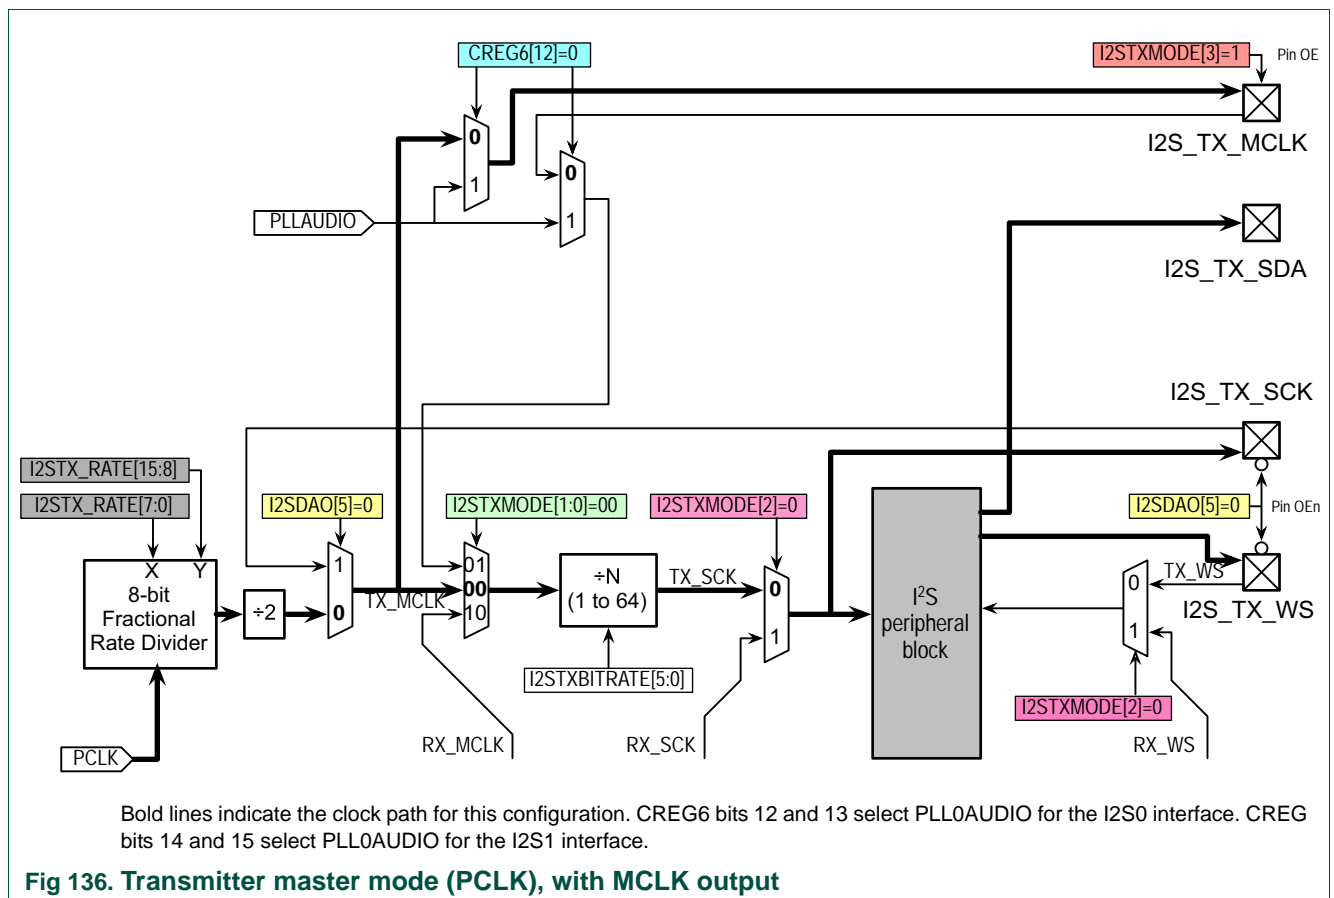 CREG6[12]=0
I2STXMODE[3]=1
Pin OE
0
1
I2S_TX_MCLK
0
1
PLLAUDIO
I2S_TX_SDA
I2S_TX_SCK
I2STX_RATE[15:8]
I2STX_RATE[7:0]
I2SDAO[5]=0
I2STXMODE[1:0]=00
I2STXMODE[2]=0
I2SDAO[5]=0
Pin OEn
X Y
8-bit
Fractional
Rate Divider
÷2
1
0
TX_MCLK
01
00
10
÷N
(1 to 64)
TX_SCK
0
1
I2STXBITRATE[5:0]
I²S
peripheral
block
TX_WS
0
1
I2S_TX_WS
I2STXMODE[2]=0
PCLK
RX_MCLK
RX_SCK
RX_WS
Bold lines indicate the clock path for this configuration. CREG6 bits 12 and 13 select PLL0AUDIO for the I2S0 interface. CREG
bits 14 and 15 select PLL0AUDIO for the I2S1 interface.
Fig 136. Transmitter master mode (PCLK), with MCLK output